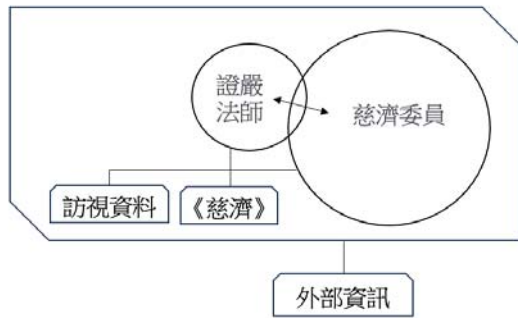 證嚴
法師
慈濟委員
訪視資料
《慈濟》
外部資訊